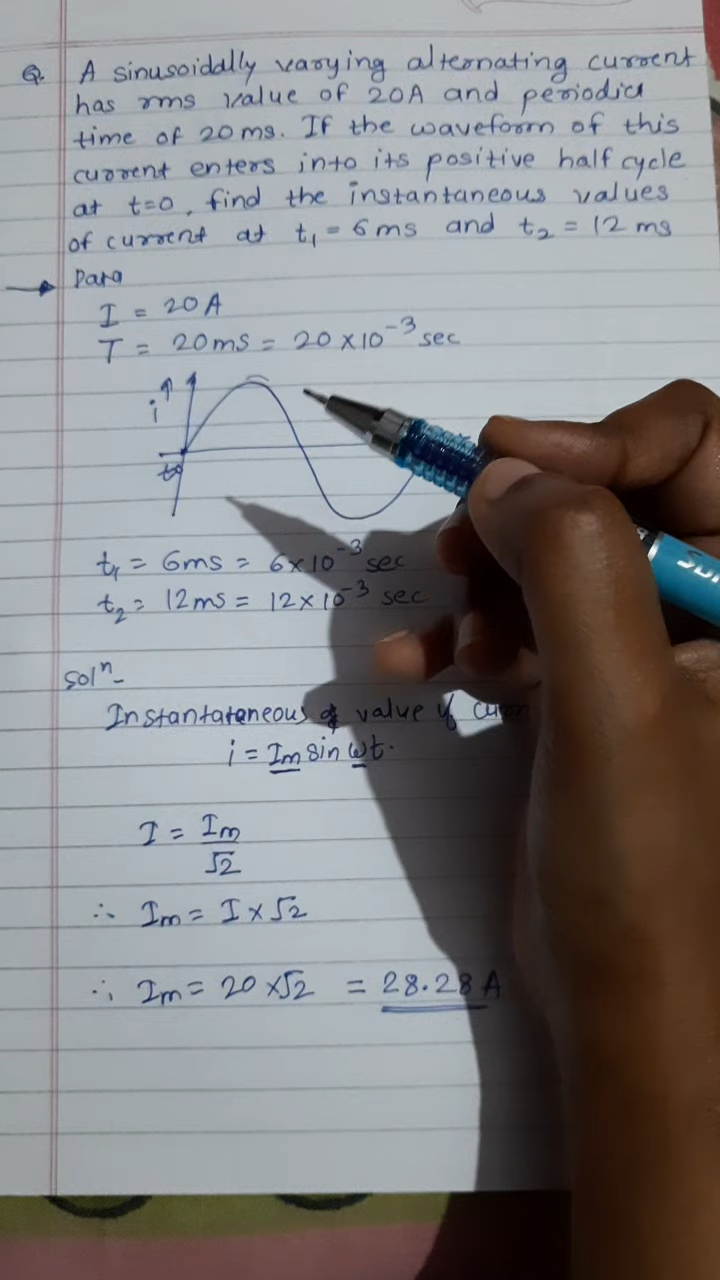 Q. A sinusoidally varying alternating current
has rms value of 20A and periodic
time of 20ms. If the waveform of this
current enters into its positive half cycle
at t=0, find the instantaneous values
of current at t₁ = 6ms and t₂ = 12 ms
→ Data
I = 20A
T = 20ms = 20×10⁻³ sec
i↑
t0
t₁ = 6ms = 6×10⁻³ sec
t₂ = 12ms = 12×10⁻³ sec
Solⁿ-
Instantaneous value of
i = Im sin ωt.
I = Im/√2
∴ Im = I×√2
∴ Im = 20×√2 = 28.28A